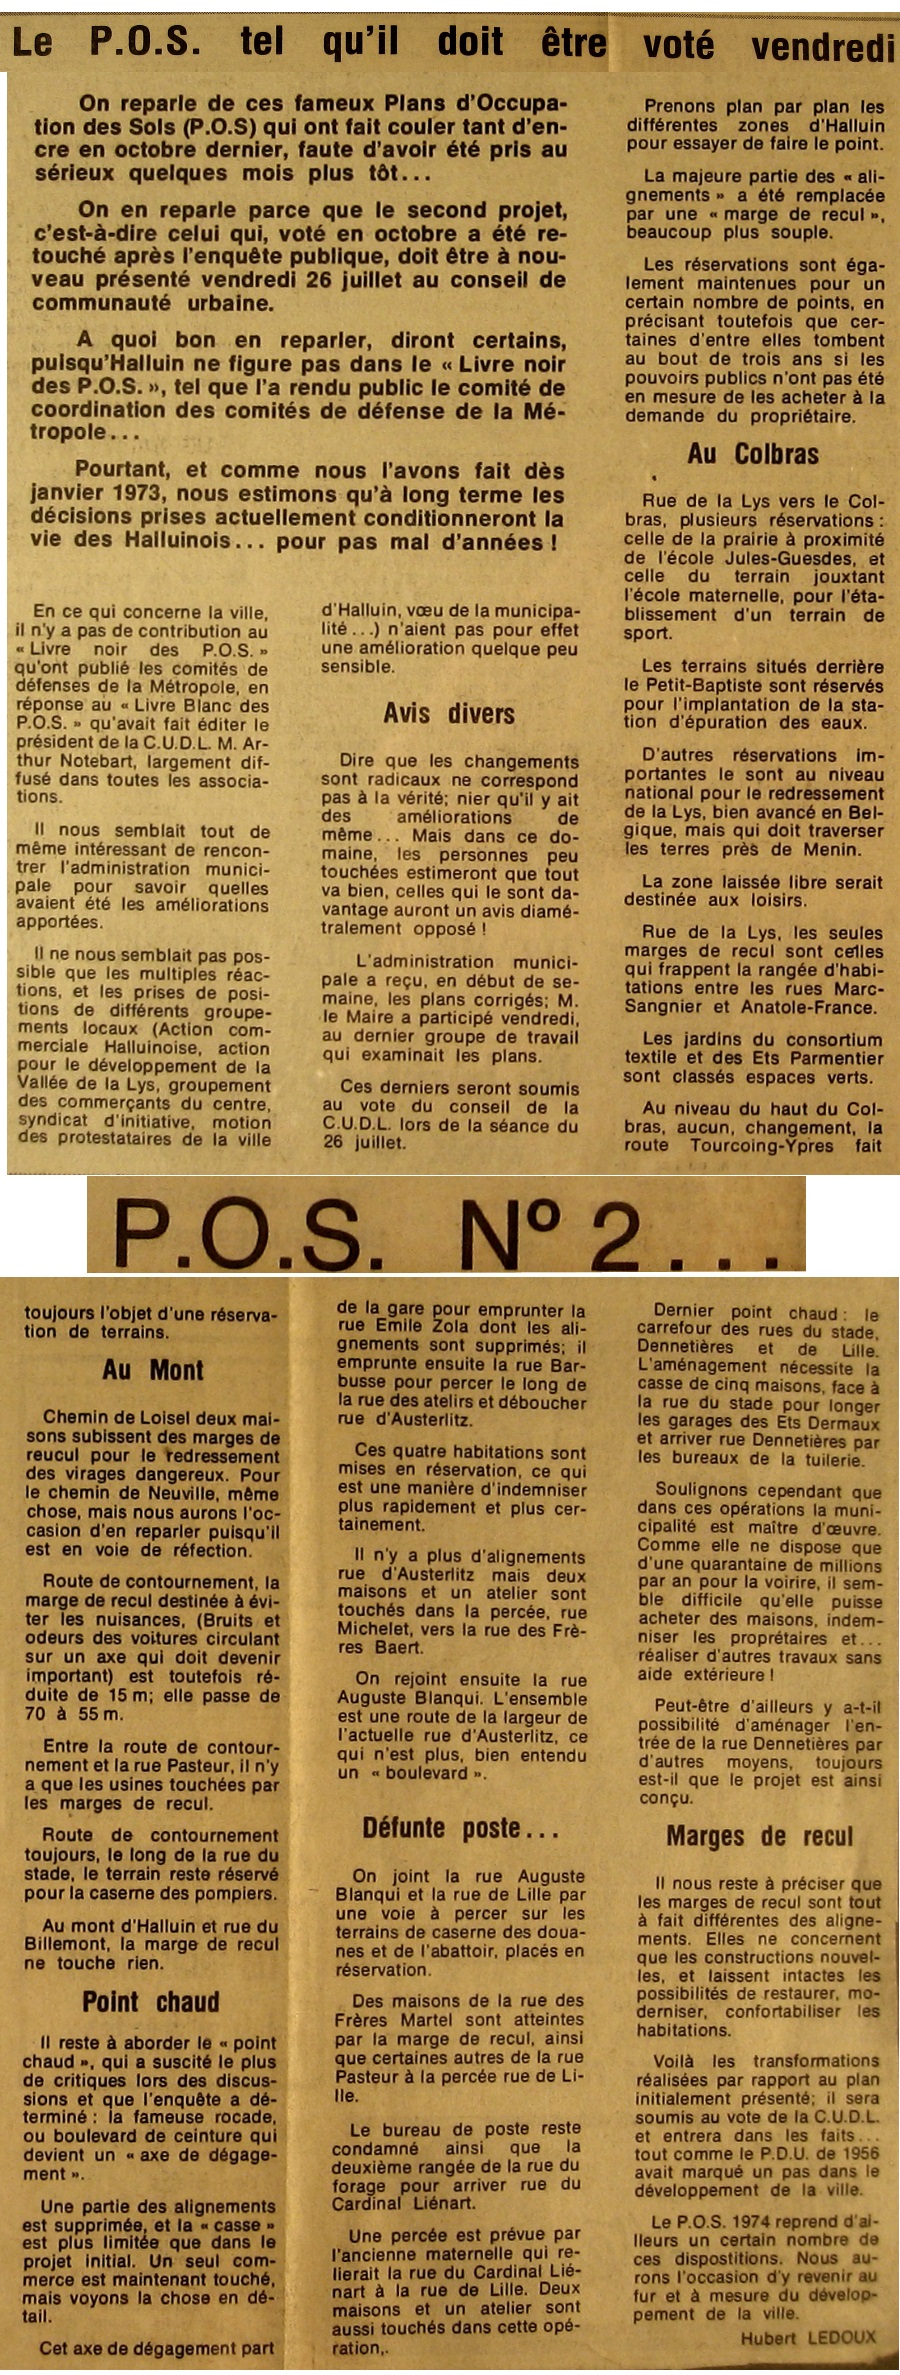 Le P.O.S. tel qu'il doit être voté vendredi
On reparle de ces fameux Plans d'Occupa-
tion des Sols (P.O.S) qui ont fait couler tant d'en-
cre en octobre dernier, faute d'avoir été pris au
sérieux quelques mois plus tôt...
On en reparle parce que le second projet,
c'est-à-dire celui qui, voté en octobre a été re-
touché après l'enquête publique, doit être à nou-
veau présenté vendredi 26 juillet au conseil de
communauté urbaine.
A quoi bon en reparler, diront certains,
puisqu'Halluin ne figure pas dans le « Livre noir
des P.O.S. », tel que l'a rendu public le comité de
coordination des comités de défense de la Mé-
tropole...
Pourtant, et comme nous l'avons fait dès
janvier 1973, nous estimons qu'à long terme les
décisions prises actuellement conditionneront la
vie des Halluinois... pour pas mal d'années !
En ce qui concerne la ville,
il n'y a pas de contribution au
« Livre noir des P.O.S. »
qu'ont publié les comités de
défenses de la Métropole, en
réponse au « Livre Blanc des
P.O.S. » qu'avait fait éditer le
président de la C.U.D.L. M. Ar-
thur Notebart, largement dif-
fusé dans toutes les associa-
tions.
Il nous semblait tout de
même intéressant de rencon-
trer l'administration munici-
pale pour savoir quelles
avaient été les améliorations
apportées.
Il ne nous semblait pas pos-
sible que les multiples réac-
tions, et les prises de posi-
tions de différents groupe-
ments locaux (Action com-
merciale Halluinoise, action
pour le développement de la
Vallée de la Lys, groupement
des commerçants du centre,
syndicat d'initiative, motion
des protestataires de la ville
d'Halluin, vœu de la municipa-
lité...) n'aient pas pour effet
une amélioration quelque peu
sensible.
Avis divers
Dire que les changements
sont radicaux ne correspond
pas à la vérité; nier qu'il y ait
des améliorations de
même... Mais dans ce do-
maine, les personnes peu
touchées estimeront que tout
va bien, celles qui le sont da-
vantage auront un avis diamé-
tralement opposé !
L'administration munici-
pale a reçu, en début de se-
maine, les plans corrigés; M.
le Maire a participé vendredi,
au dernier groupe de travail
qui examinait les plans.
Ces derniers seront soumis
au vote du conseil de la
C.U.D.L. lors de la séance du
26 juillet.
Prenons plan par plan les
différentes zones d'Halluin
pour essayer de faire le point.
La majeure partie des « ali-
gnements » a été remplacée
par une « marge de recul »,
beaucoup plus souple.
Les réservations sont éga-
lement maintenues pour un
certain nombre de points, en
précisant toutefois que cer-
taines d'entre elles tombent
au bout de trois ans si les
pouvoirs publics n'ont pas été
en mesure de les acheter à la
demande du propriétaire.
Au Colbras
Rue de la Lys vers le Col-
bras, plusieurs réservations :
celle de la prairie à proximité
de l'école Jules-Guesdes, et
celle du terrain jouxtant
l'école maternelle, pour l'éta-
blissement d'un terrain de
sport.
Les terrains situés derrière
le Petit-Baptiste sont réservés
pour l'implantation de la sta-
tion d'épuration des eaux.
D'autres réservations im-
portantes le sont au niveau
national pour le redressement
de la Lys, bien avancé en Bel-
gique, mais qui doit traverser
les terres près de Menin.
La zone laissée libre serait
destinée aux loisirs.
Rue de la Lys, les seules
marges de recul sont celles
qui frappent la rangée d'habi-
tations entre les rues Marc-
Sangnier et Anatole-France.
Les jardins du consortium
textile et des Ets Parmentier
sont classés espaces verts.
Au niveau du haut du Col-
bras, aucun, changement, la
route Tourcoing-Ypres fait
P.O.S. N° 2...
toujours l'objet d'une réserva-
tion de terrains.
Au Mont
Chemin de Loisel deux mai-
sons subissent des marges de
reucul pour le redressement
des virages dangereux. Pour
le chemin de Neuville, même
chose, mais nous aurons l'oc-
casion d'en reparler puisqu'il
est en voie de réfection.
Route de contournement, la
marge de recul destinée à évi-
ter les nuisances, (Bruits et
odeurs des voitures circulant
sur un axe qui doit devenir
important) est toutefois ré-
duite de 15 m; elle passe de
70 à 55 m.
Entre la route de contour-
nement et la rue Pasteur, il n'y
a que les usines touchées par
les marges de recul.
Route de contournement
toujours, le long de la rue du
stade, le terrain reste réservé
pour la caserne des pompiers.
Au mont d'Halluin et rue du
Billemont, la marge de recul
ne touche rien.
Point chaud
Il reste à aborder le « point
chaud », qui a suscité le plus
de critiques lors des discus-
sions et que l'enquête a dé-
terminé : la fameuse rocade,
ou boulevard de ceinture qui
devient un « axe de dégage-
ment ».
Une partie des alignements
est supprimée, et la « casse »
est plus limitée que dans le
projet initial. Un seul com-
merce est maintenant touché,
mais voyons la chose en dé-
tail.
Cet axe de dégagement part
de la gare pour emprunter la
rue Emile Zola dont les ali-
gnements sont supprimés; il
emprunte ensuite la rue Bar-
busse pour percer le long de
la rue des atelirs et déboucher
rue d'Austerlitz.
Ces quatre habitations sont
mises en réservation, ce qui
est une manière d'indemniser
plus rapidement et plus cer-
tainement.
Il n'y a plus d'alignements
rue d'Austerlitz mais deux
maisons et un atelier sont
touchés dans la percée, rue
Michelet, vers la rue des Frè-
res Baert.
On rejoint ensuite la rue
Auguste Blanqui. L'ensemble
est une route de la largeur de
l'actuelle rue d'Austerlitz, ce
qui n'est plus, bien entendu
un « boulevard ».
Défunte poste...
On joint la rue Auguste
Blanqui et la rue de Lille par
une voie à percer sur les
terrains de caserne des doua-
nes et de l'abattoir, placés en
réservation.
Des maisons de la rue des
Frères Martel sont atteintes
par la marge de recul, ainsi
que certaines autres de la rue
Pasteur à la percée rue de Li-
lle.
Le bureau de poste reste
condamné ainsi que la
deuxième rangée de la rue du
forage pour arriver rue du
Cardinal Liénart.
Une percée est prévue par
l'ancienne maternelle qui re-
lierait la rue du Cardinal Lié-
nart à la rue de Lille. Deux
maisons et un atelier sont
aussi touchés dans cette opé-
ration,.
Dernier point chaud : le
carrefour des rues du stade,
Dennetières et de Lille.
L'aménagement nécessite la
casse de cinq maisons, face à
la rue du stade pour longer
les garages des Ets Dermaux
et arriver rue Dennetières par
les bureaux de la tuilerie.
Soulignons cependant que
dans ces opérations la muni-
cipalité est maître d'œuvre.
Comme elle ne dispose que
d'une quarantaine de millions
par an pour la voirire, il sem-
ble difficile qu'elle puisse
acheter des maisons, indem-
niser les proprétaires et...
réaliser d'autres travaux sans
aide extérieure !
Peut-être d'ailleurs y a-t-il
possibilité d'aménager l'en-
trée de la rue Dennetières par
d'autres moyens, toujours
est-il que le projet est ainsi
conçu.
Marges de recul
Il nous reste à préciser que
les marges de recul sont tout
à fait différentes des aligne-
ments. Elles ne concernent
que les constructions nouvel-
les, et laissent intactes les
possibilités de restaurer, mo-
derniser, confortabiliser les
habitations.
Voilà les transformations
réalisées par rapport au plan
initialement présenté; il sera
soumis au vote de la C.U.D.L.
et entrera dans les faits...
tout comme le P.D.U. de 1956
avait marqué un pas dans le
développement de la ville.
Le P.O.S. 1974 reprend d'ai-
lleurs un certain nombre de
ces dispostitions. Nous au-
rons l'occasion d'y revenir au
fur et à mesure du dévelop-
pement de la ville.
Hubert LEDOUX